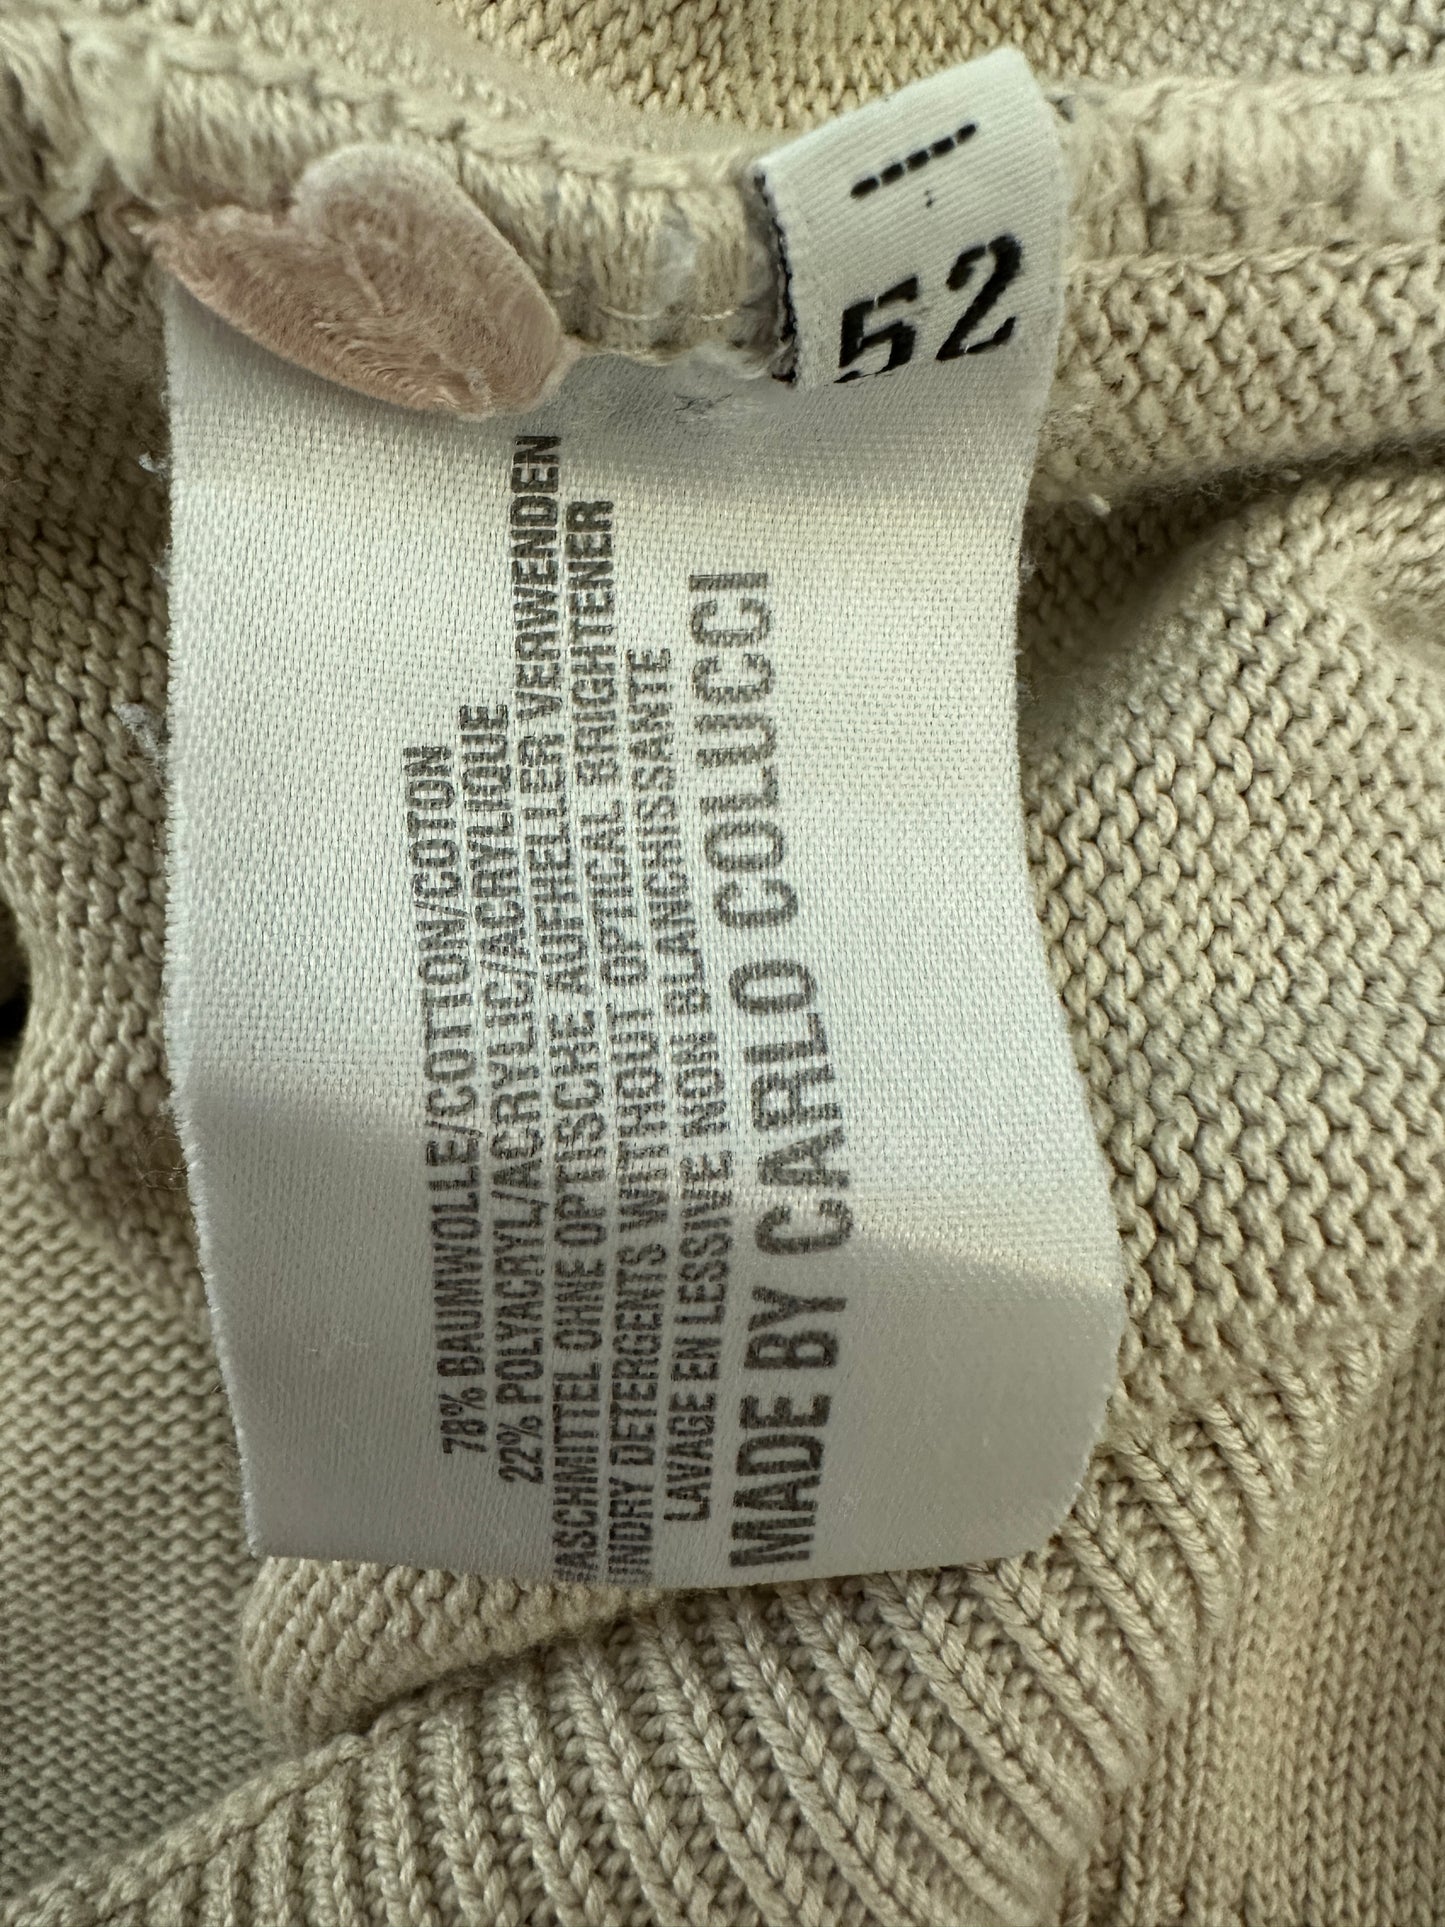 52
78% BAUMWOLLE/COTTON/COTON
22% POLYACRYL/ACRYLIC/ACRYLIQUE
WASCHMITTEL OHNE OPTISCHE AUFHELLER VERWENDEN
UNDRY DETERGENTS WITHOUT OPTICAL BRIGHTENER
LAVAGE EN LESSIVE NON BLANCHISSANTE
MADE BY CARLO COLUCCI